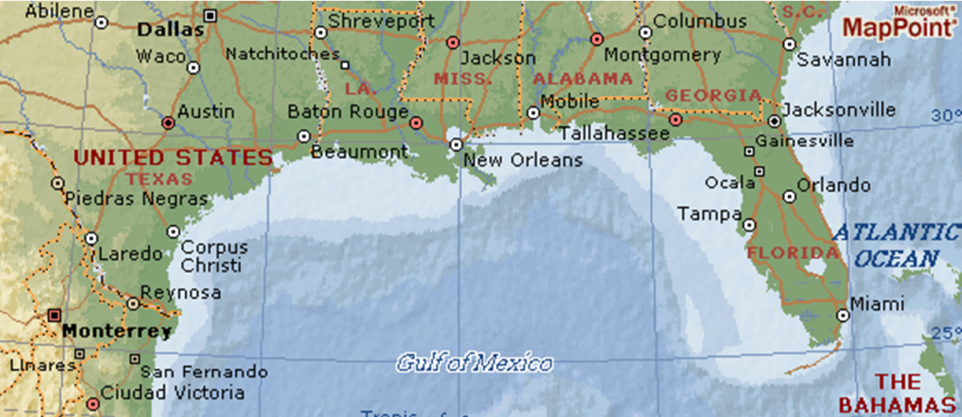 Abilene
Dallas
Shreveport
Columbus
S.C.
Microsoft®
MapPoint®
Waco
Natchitoches
Jackson
Montgomery
Savannah
LA.
MISS.
ALABAMA
GEORGIA
Austin
Baton Rouge
Mobile
Tallahassee
Jacksonville
30°
UNITED STATES
Beaumont
New Orleans
Gainesville
TEXAS
Piedras Negras
Ocala
Orlando
Tampa
Laredo
Corpus
Christi
FLORIDA
ATLANTIC
OCEAN
Reynosa
Miami
Monterrey
25°
Linares
San Fernando
Gulf of Mexico
Ciudad Victoria
THE
BAHAMAS